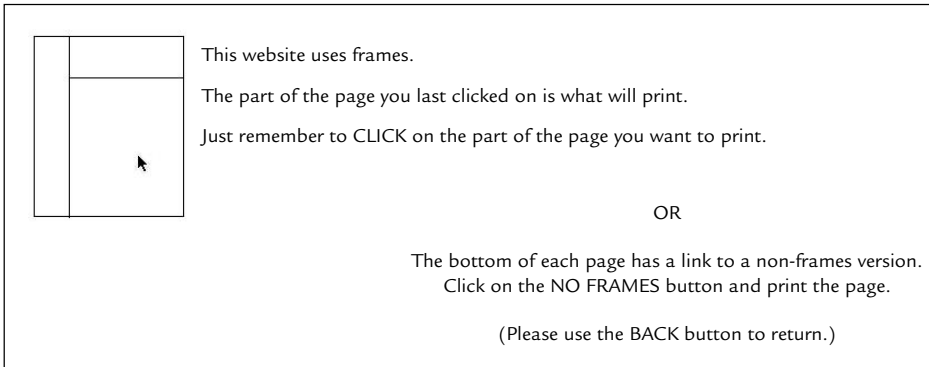 This website uses frames.
The part of the page you last clicked on is what will print.
Just remember to CLICK on the part of the page you want to print.
OR
The bottom of each page has a link to a non-frames version.
Click on the NO FRAMES button and print the page.
(Please use the BACK button to return.)